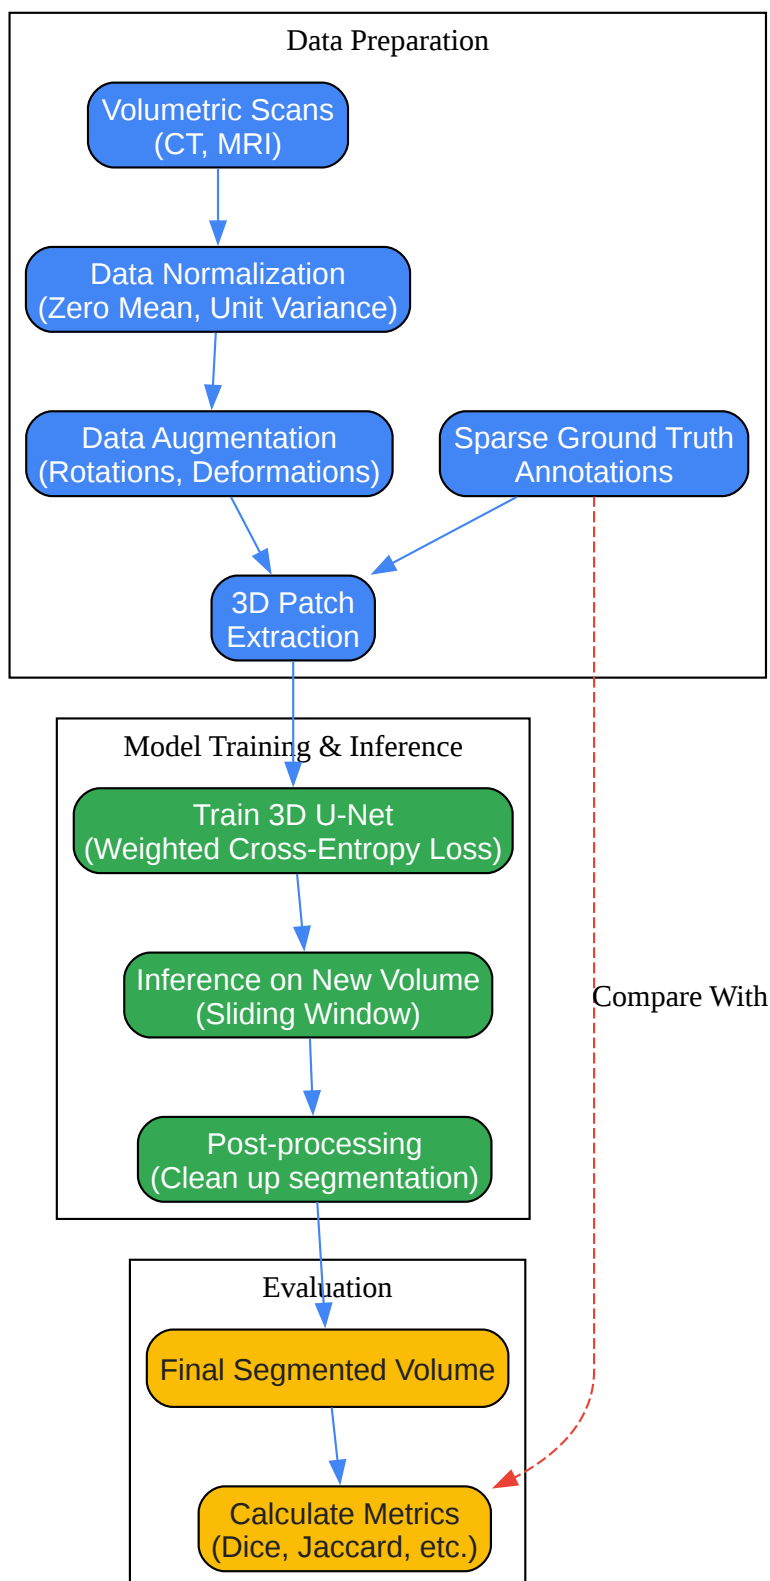 Data Preparation
Volumetric Scans
(CT, MRI)
Data Normalization
(Zero Mean, Unit Variance)
Data Augmentation
(Rotations, Deformations)
Sparse Ground Truth
Annotations
3D Patch
Extraction
Model Training & Inference
Train 3D U-Net
(Weighted Cross-Entropy Loss)
Inference on New Volume
(Sliding Window)
Compare With
Post-processing
(Clean up segmentation)
Evaluation
Final Segmented Volume
Calculate Metrics
(Dice, Jaccard, etc.)